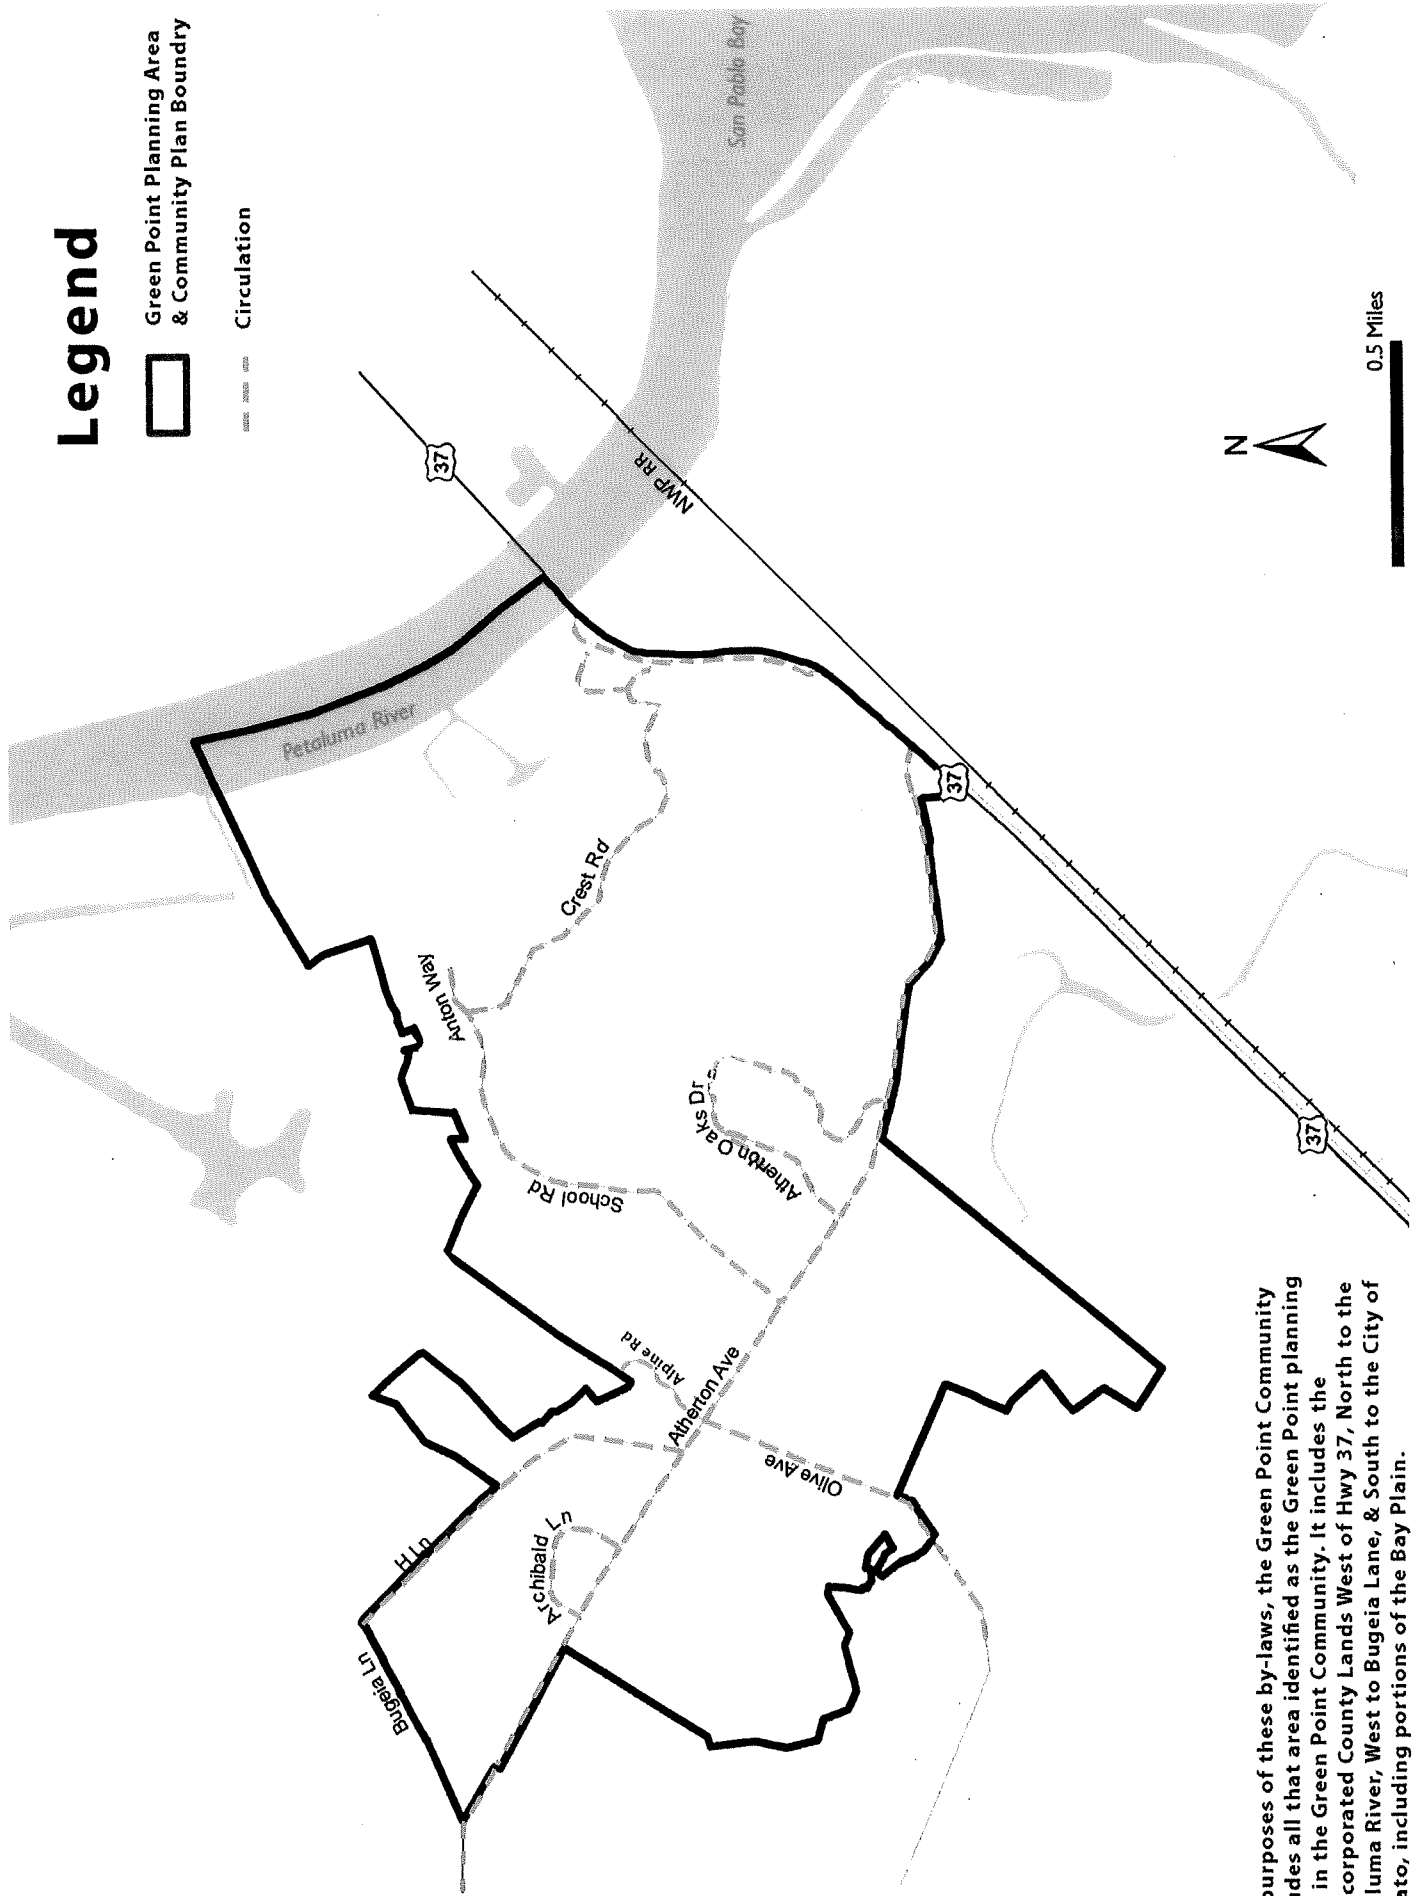 Legend
Green Point Planning Area
& Community Plan Boundry
Circulation
San Pablo Bay
37
NWP RR
Petaluma River
Crest Rd
Anton Way
School Rd
Atherton Oaks Dr
37
37
Alpine Rd
Atherton Ave
Olive Ave
H Ln
Archibald Ln
Bugeia Ln
N
0.5 Miles
purposes of these by-laws, the Green Point Community
des all that area identified as the Green Point planning
in the Green Point Community. It includes the
corporated County Lands West of Hwy 37, North to the
luma River, West to Bugeia Lane, & South to the City of
ato, including portions of the Bay Plain.